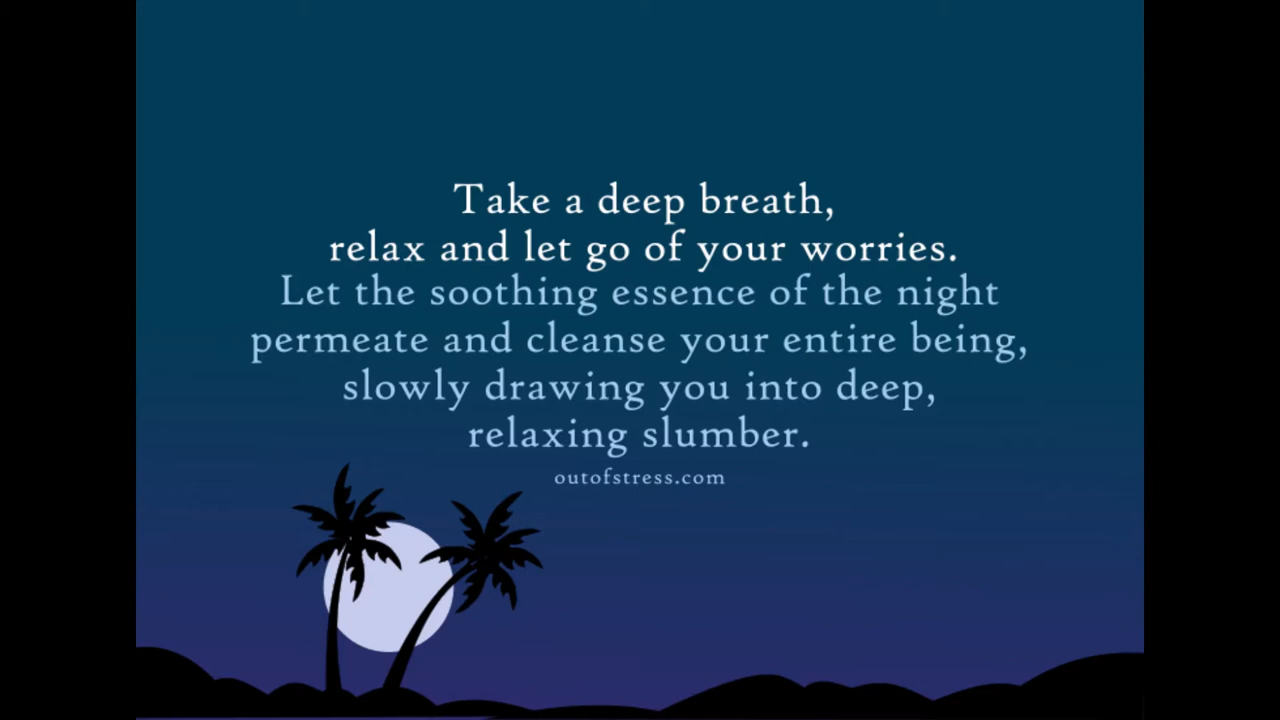 Take a deep breath,
relax and let go of your worries.
Let the soothing essence of the night
permeate and cleanse your entire being,
slowly drawing you into deep,
relaxing slumber.
outofstress.com